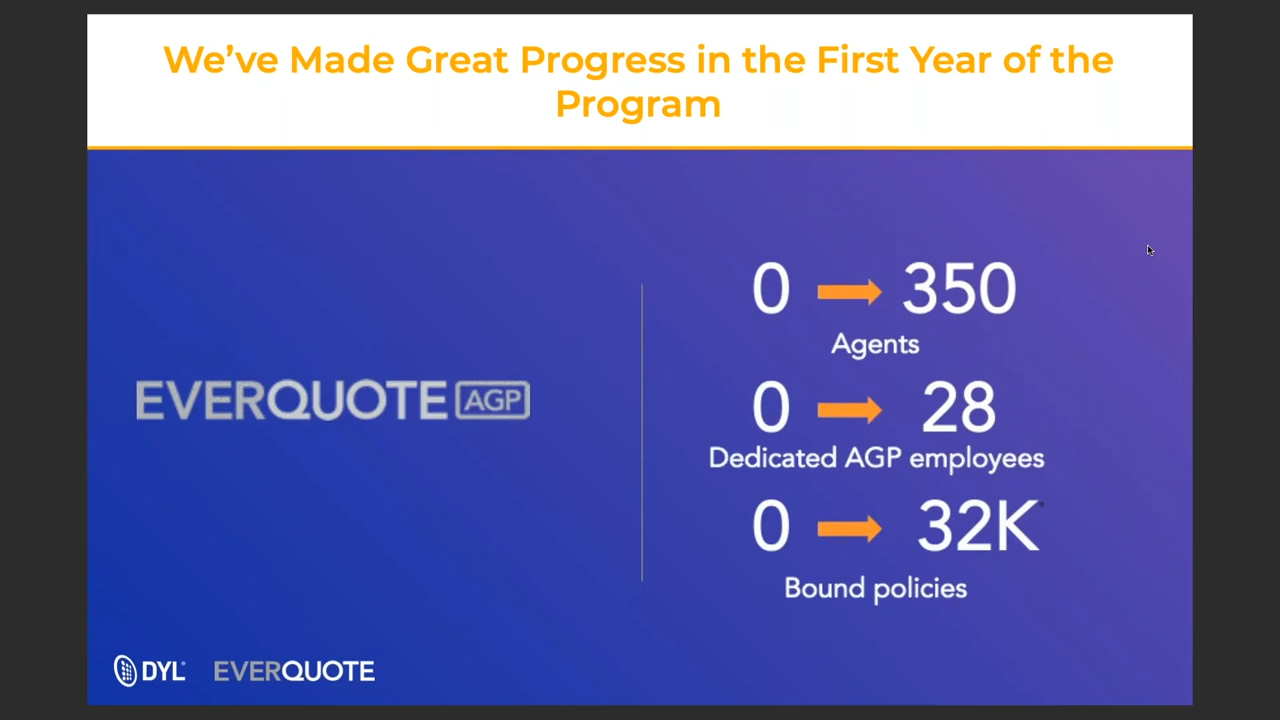 We’ve Made Great Progress in the First Year of the
Program
0 350
Agents
EVERQUOTE AGP
0 28
Dedicated AGP employees
0 32K
Bound policies
DYL EVERQUOTE